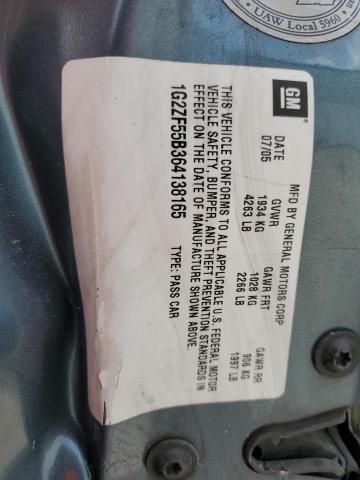 UAW Local 5960
GM
MFD BY GENERAL MOTORS CORP
DATE GVWR GAWR FRT GAWR RR
07/05 1934 KG 1028 KG 906 KG
4263 LB 2266 LB 1997 LB
THIS VEHICLE CONFORMS TO ALL APPLICABLE U.S. FEDERAL MOTOR
VEHICLE SAFETY, BUMPER, AND THEFT PREVENTION STANDARDS IN
EFFECT ON THE DATE OF MANUFACTURE SHOWN ABOVE.
1G2ZF55B364138165 TYPE: PASS CAR